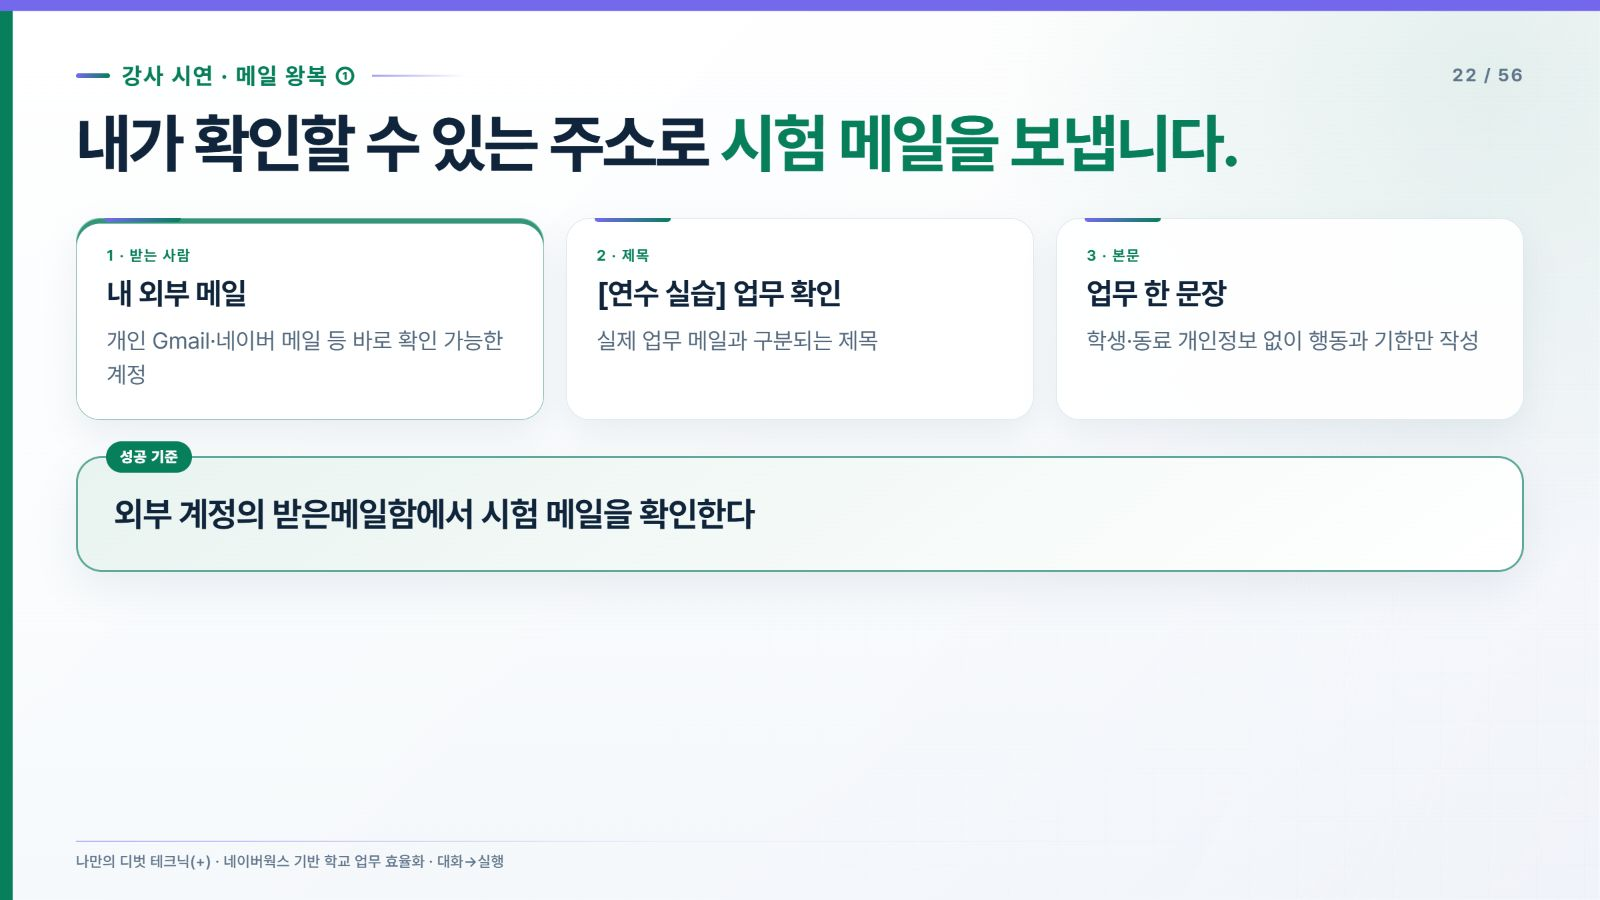 강사 시연 · 메일 왕복 ①
22 / 56
내가 확인할 수 있는 주소로 시험 메일을 보냅니다.
1 · 받는 사람
내 외부 메일
개인 Gmail·네이버 메일 등 바로 확인 가능한
계정
2 · 제목
[연수 실습] 업무 확인
실제 업무 메일과 구분되는 제목
3 · 본문
업무 한 문장
학생·동료 개인정보 없이 행동과 기한만 작성
성공 기준
외부 계정의 받은메일함에서 시험 메일을 확인한다
나만의 디벗 테크닉(+) · 네이버웍스 기반 학교 업무 효율화 · 대화→실행